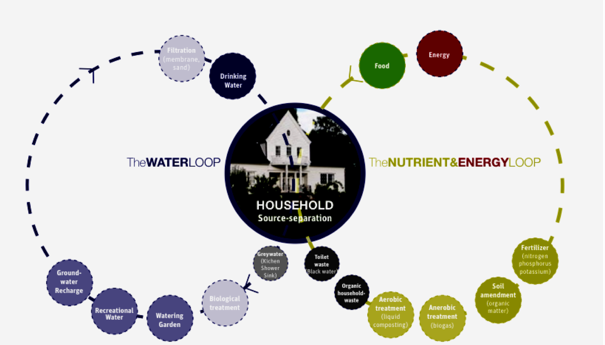 Filtration
(membrane,
sand)
Drinking
Water
Food
Energy
TheWATERLOOP
TheNUTRIENT&ENERGYLOOP
HOUSEHOLD
Source-separation
Greywater
(Kichen
Shower
Sink)
Toilet
waste
(Black water)
Organic
household-
waste
Ground-
water
Recharge
Recreational
Water
Watering
Garden
Biological
treatment
Aerobic
treatment
(liquid
composting)
Anerobic
treatment
(biogas)
Soil
amendment
(organic
matter)
Fertilizer
(nitrogen
phosphorus
potassium)